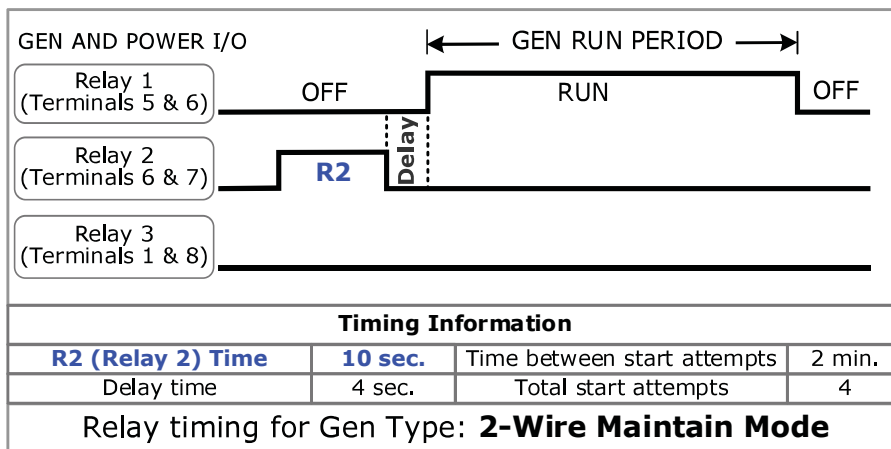 GEN AND POWER I/O
GEN RUN PERIOD
Relay 1
(Terminals 5 & 6)
OFF
RUN
OFF
Relay 2
(Terminals 6 & 7)
R2
Delay
Relay 3
(Terminals 1 & 8)
Timing Information
R2 (Relay 2) Time 10 sec. Time between start attempts 2 min.
Delay time 4 sec. Total start attempts 4
Relay timing for Gen Type: 2-Wire Maintain Mode